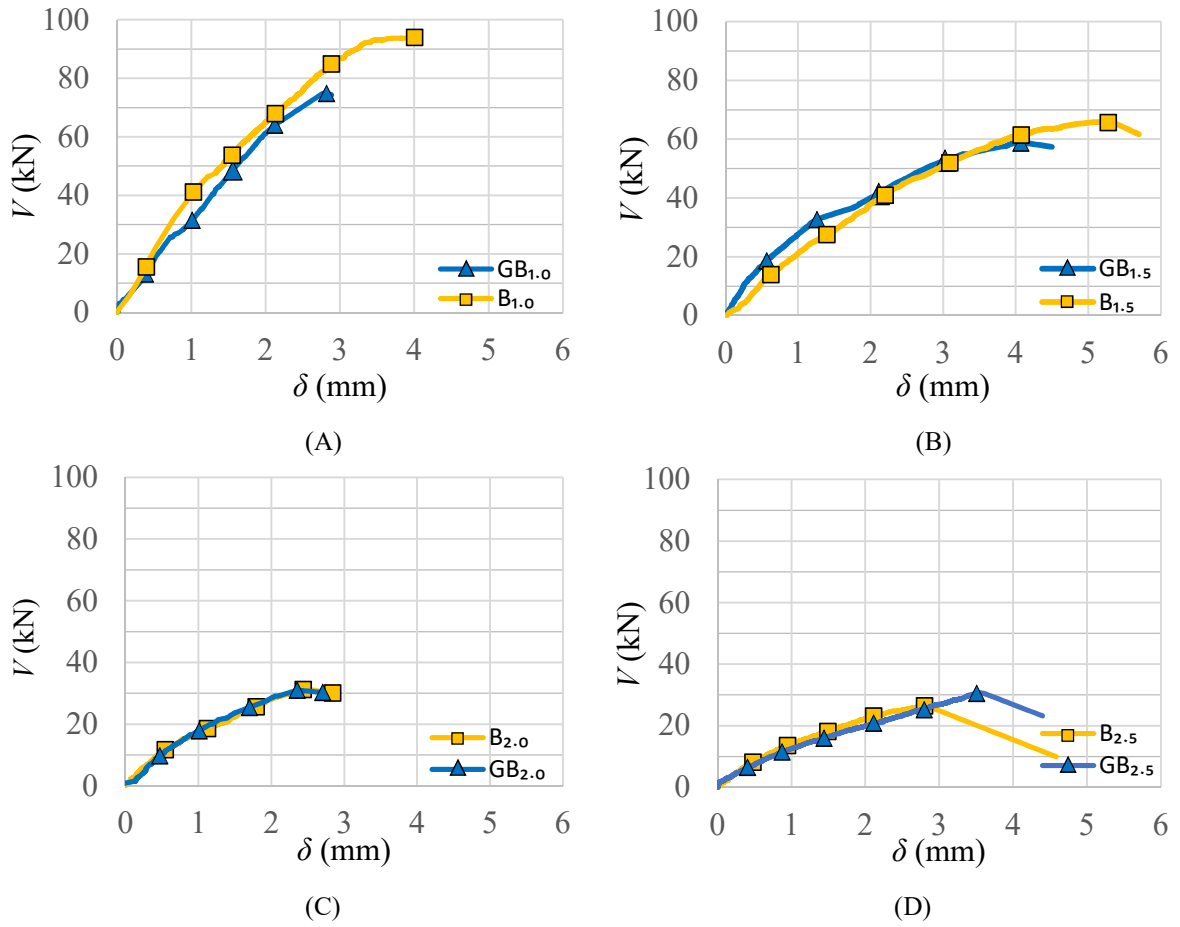 100
80
60
40
20
0
V (kN)
GB₁.₀
B₁.₀
0 1 2 3 4 5 6
δ (mm)
(A)
100
80
60
40
20
0
V (kN)
GB₁.₅
B₁.₅
0 1 2 3 4 5 6
δ (mm)
(B)
100
80
60
40
20
0
V (kN)
B₂.₀
GB₂.₀
0 1 2 3 4 5 6
δ (mm)
(C)
100
80
60
40
20
0
V (kN)
B₂.₅
GB₂.₅
0 1 2 3 4 5 6
δ (mm)
(D)